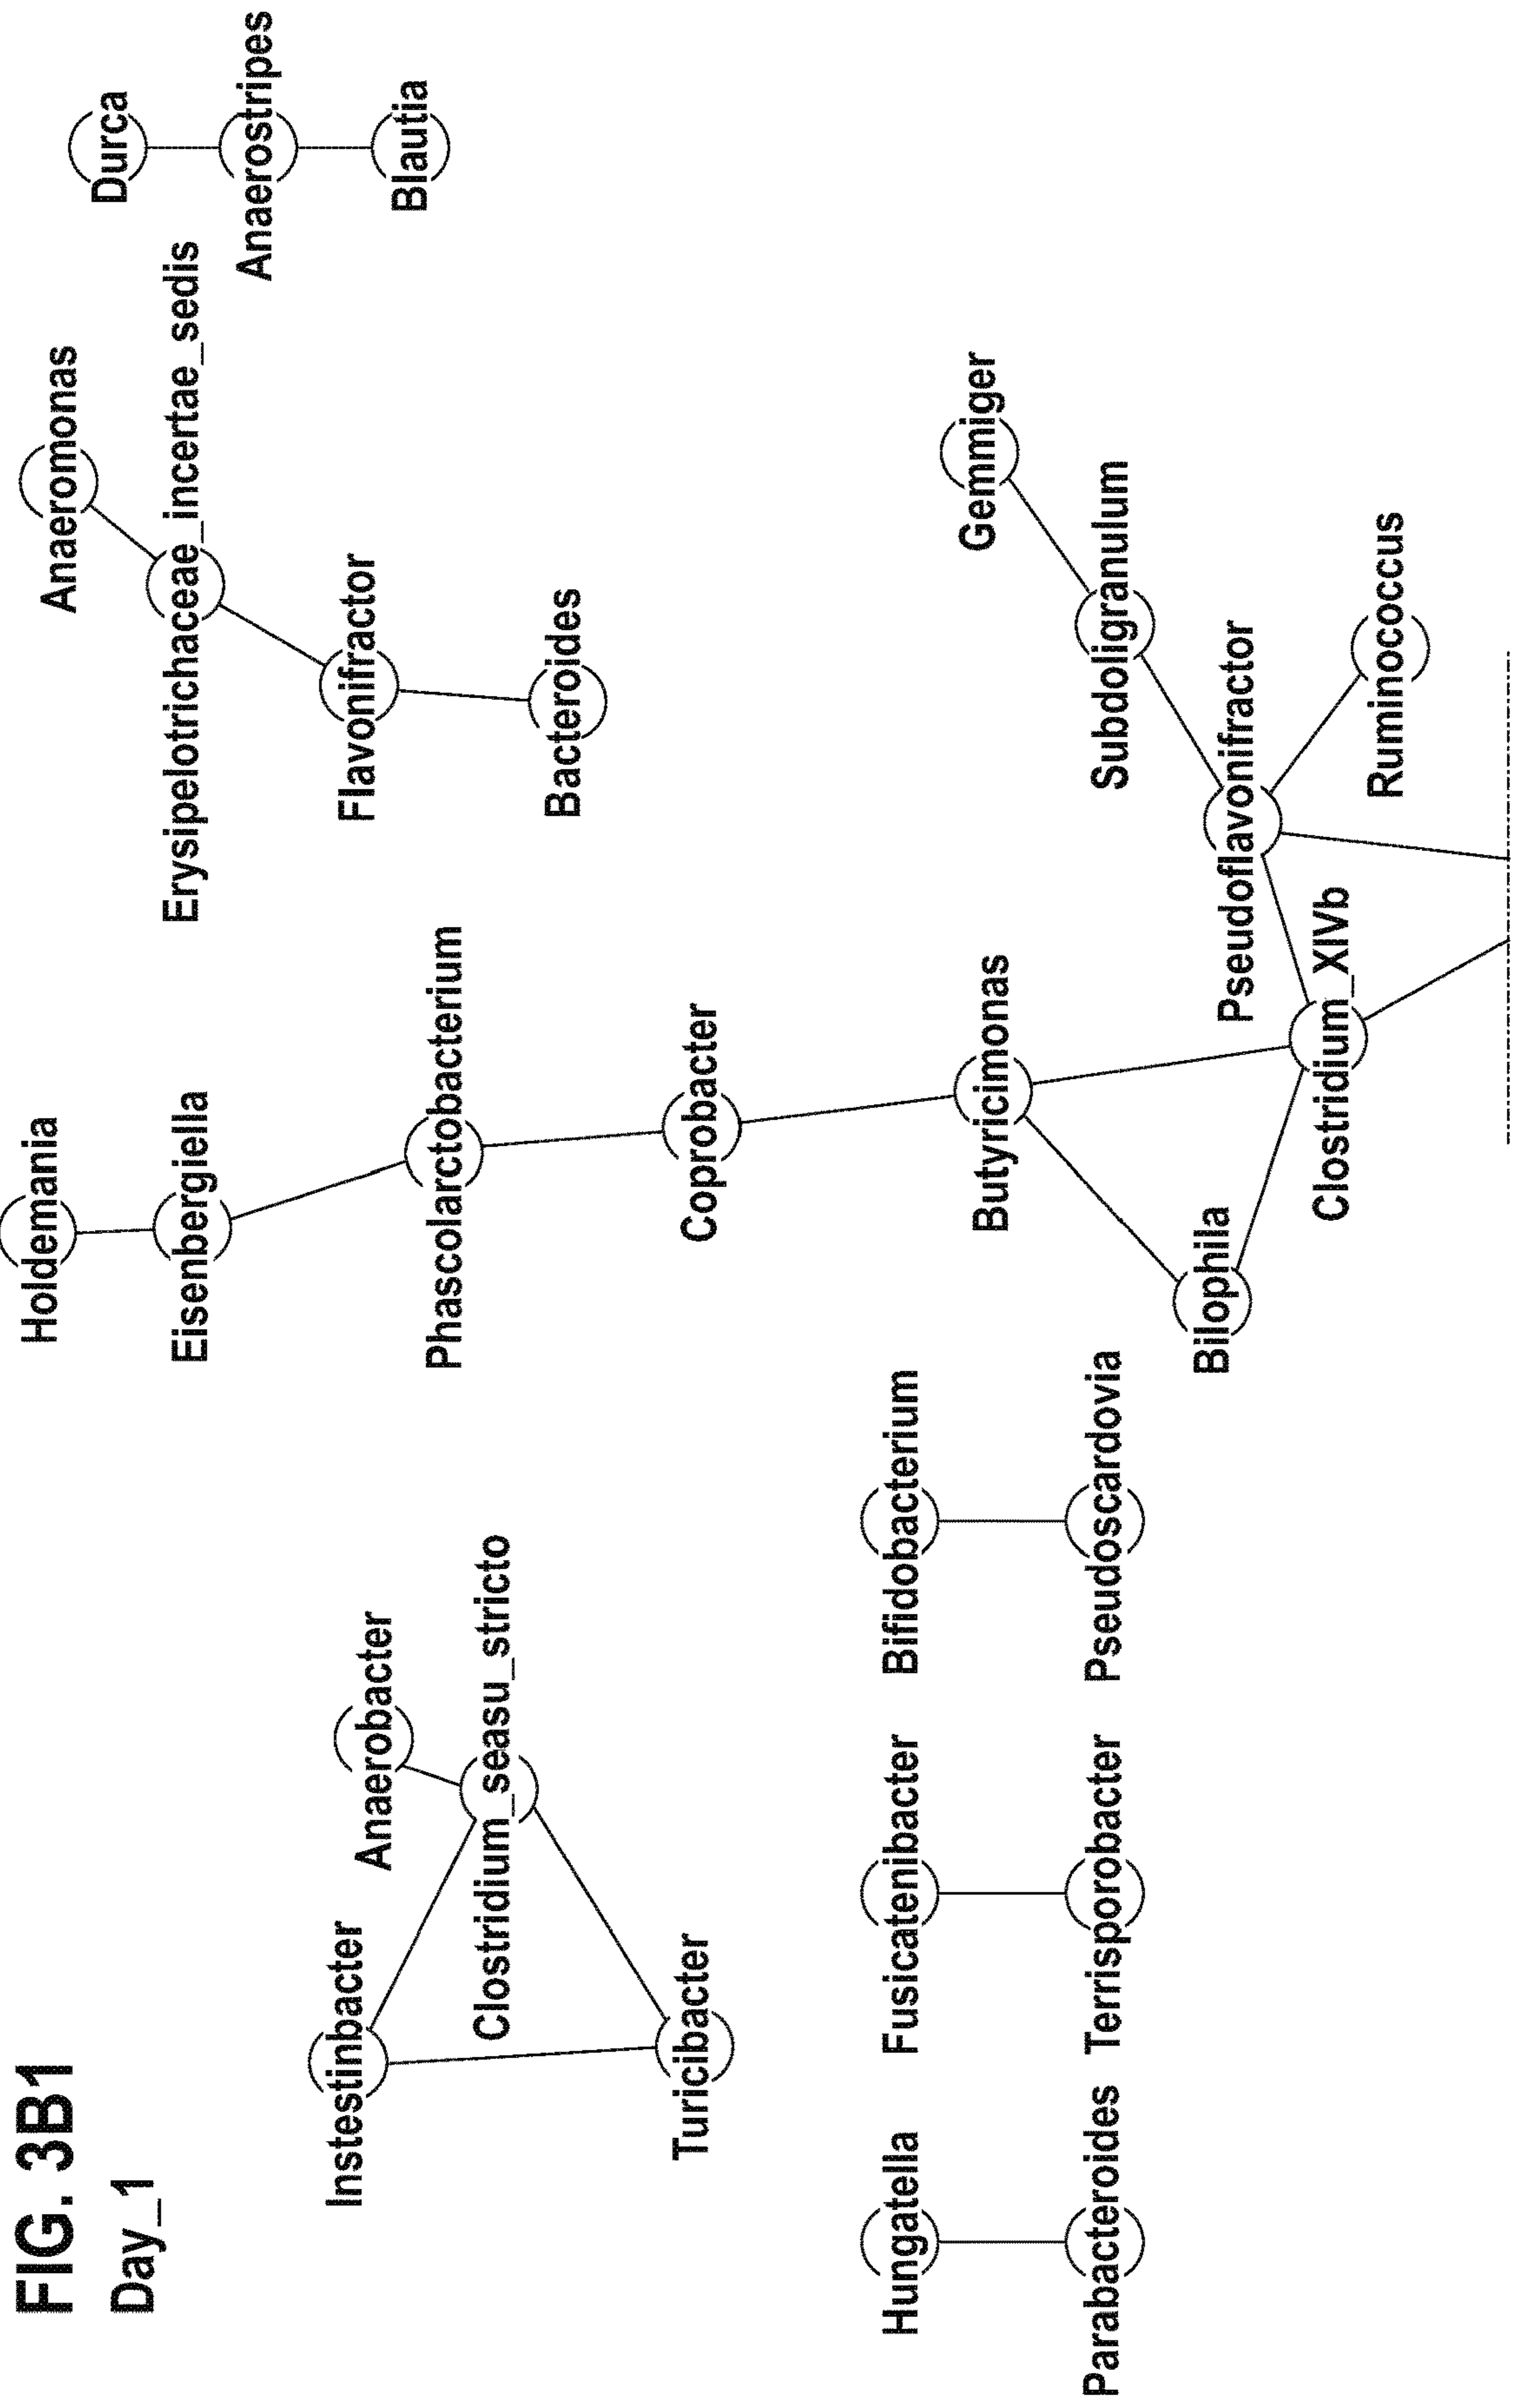 FIG. 3B1
Day_1
Holdemania
Anaeromonas
Durca
Eisenbergiella
Erysipelotrichaceae_incertae_sedis
Anaerostripes
Instestinbacter
Anaerobacter
Flavonifractor
Blautia
Phascolarctobacterium
Clostridium_seasu_stricto
Bacteroides
Turicibacter
Coprobacter
Hungatella
Fusicatenibacter
Bifidobacterium
Butyricimonas
Gemmiger
Parabacteroides
Terrisporobacter
Pseudoscardovia
Subdoligranulum
Bilophila
Pseudoflavonifractor
Clostridium_XIVb
Ruminococcus